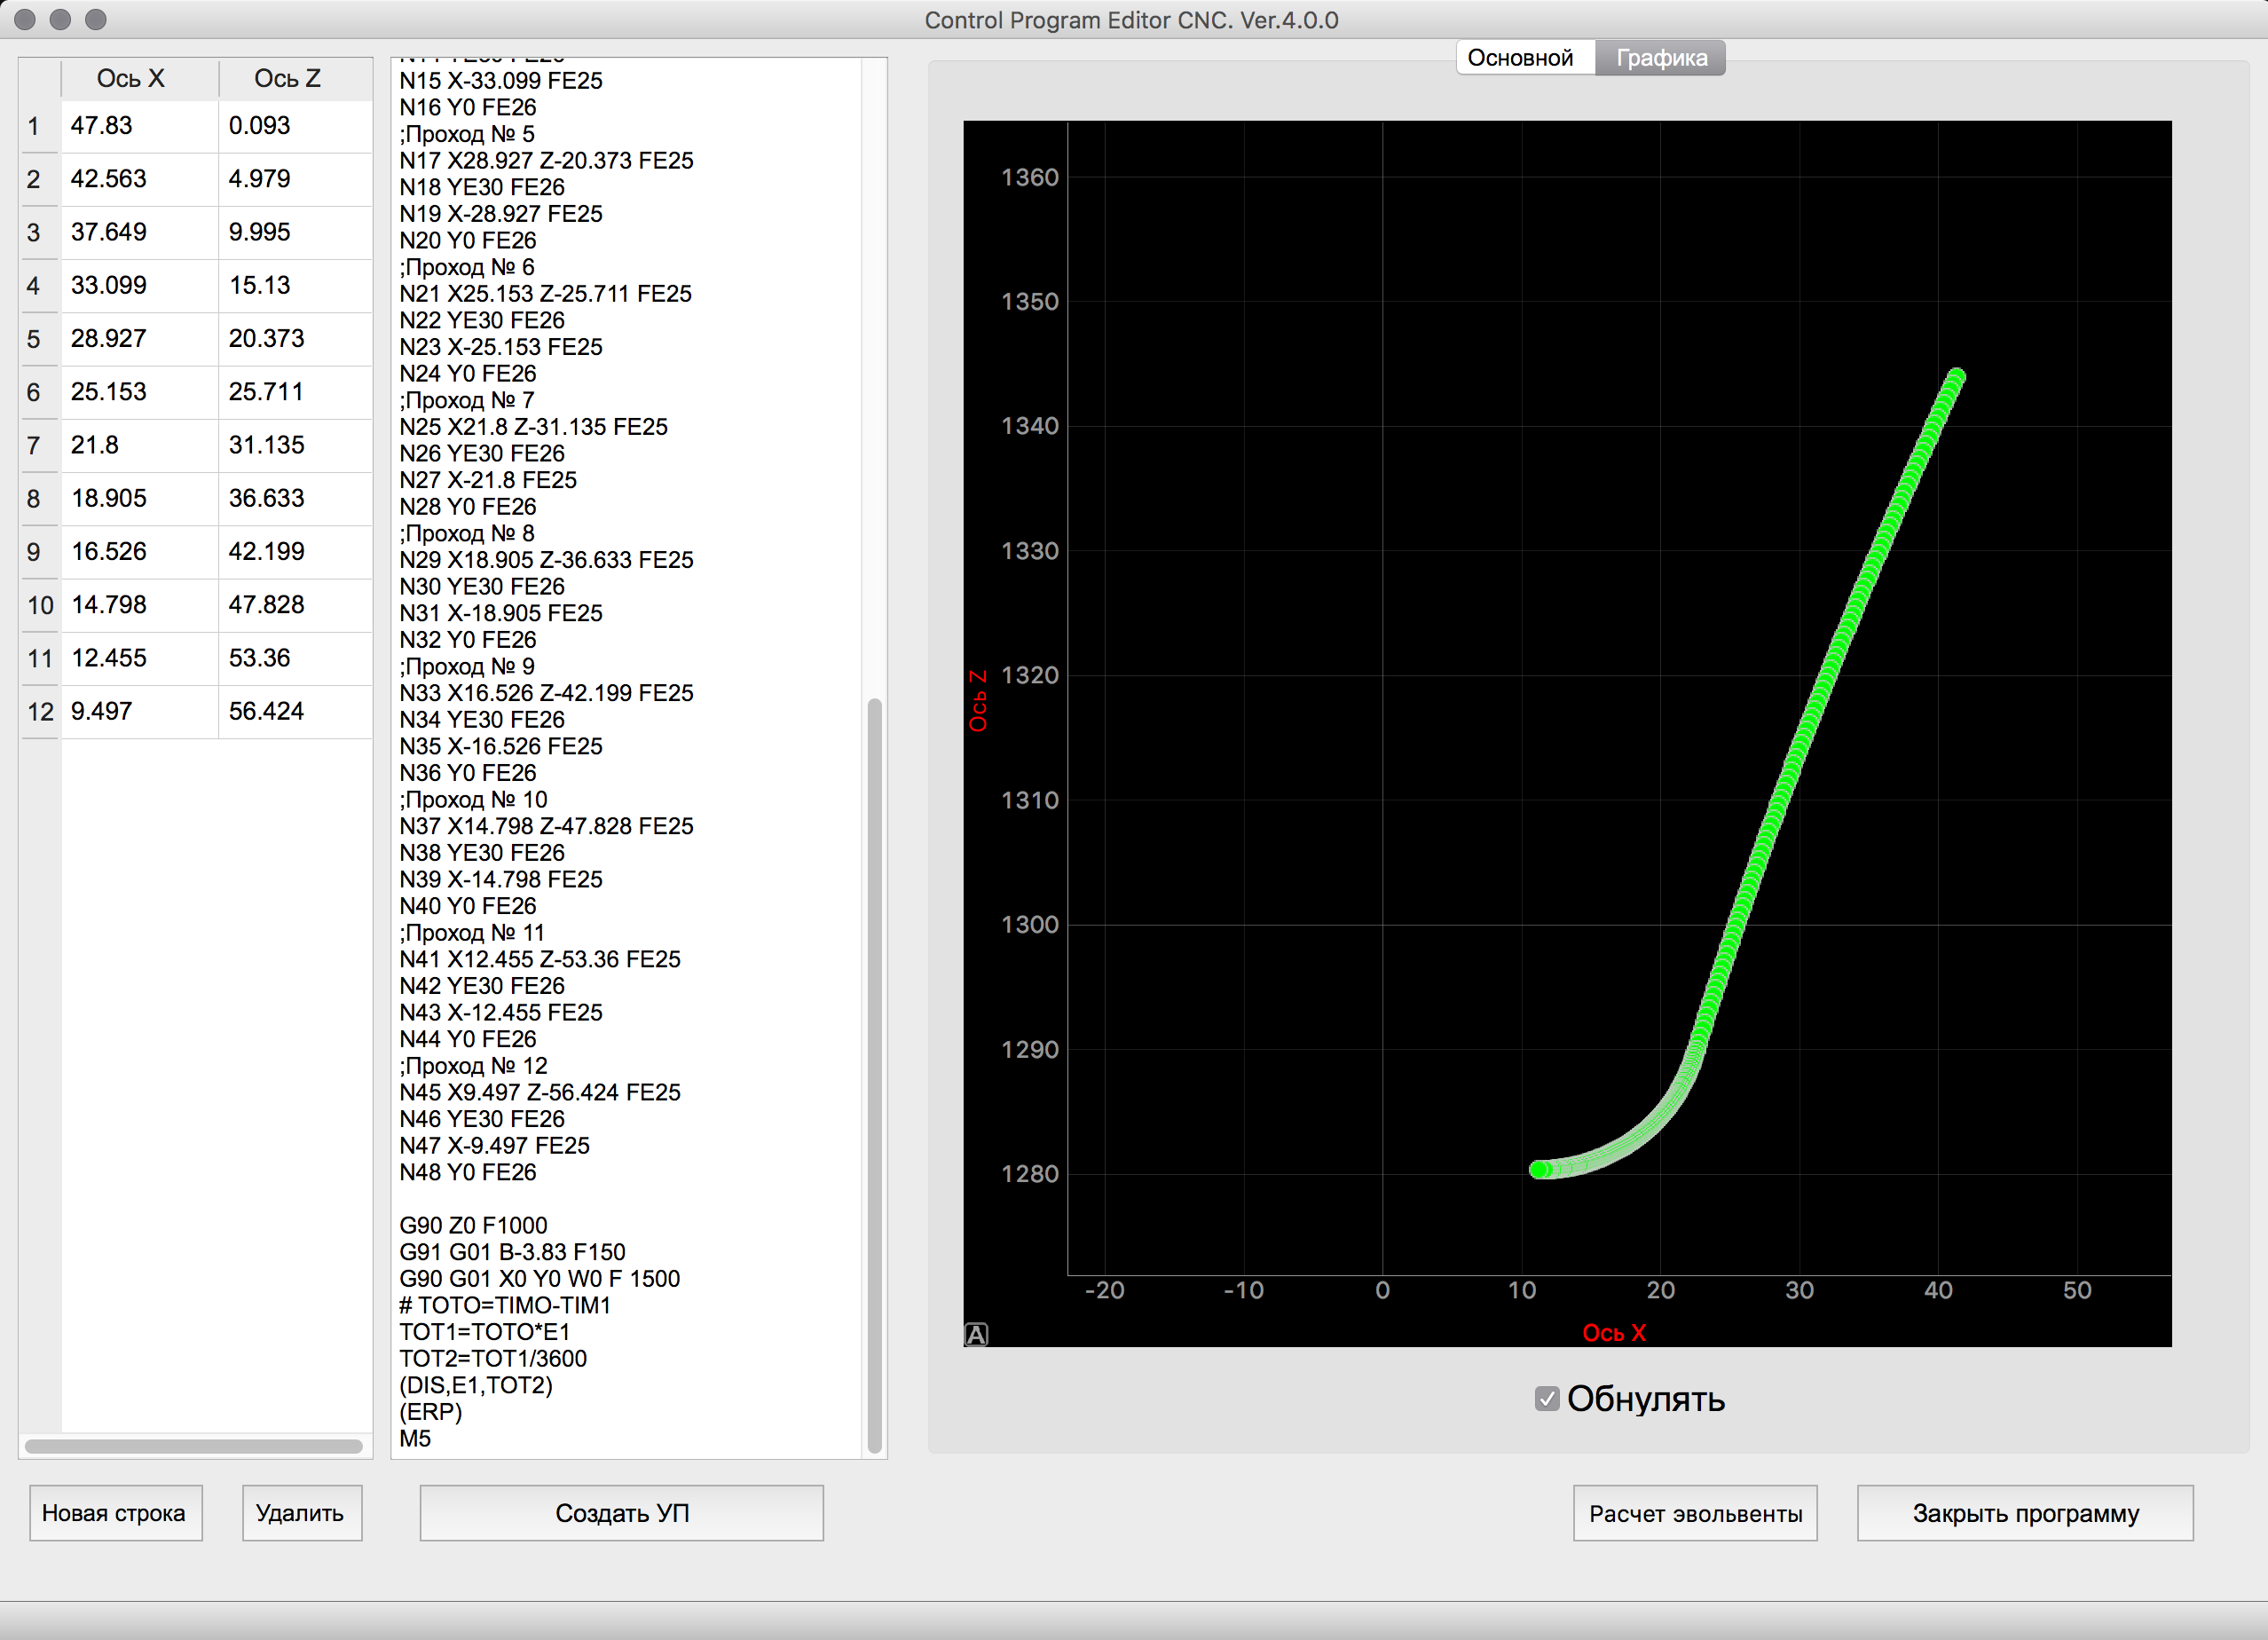 Control Program Editor CNC. Ver.4.0.0
Основной Графика
Ось X Ось Z
1 47.83 0.093
2 42.563 4.979
3 37.649 9.995
4 33.099 15.13
5 28.927 20.373
6 25.153 25.711
7 21.8 31.135
8 18.905 36.633
9 16.526 42.199
10 14.798 47.828
11 12.455 53.36
12 9.497 56.424
N15 X-33.099 FE25
N16 Y0 FE26
;Проход № 5
N17 X28.927 Z-20.373 FE25
N18 YE30 FE26
N19 X-28.927 FE25
N20 Y0 FE26
;Проход № 6
N21 X25.153 Z-25.711 FE25
N22 YE30 FE26
N23 X-25.153 FE25
N24 Y0 FE26
;Проход № 7
N25 X21.8 Z-31.135 FE25
N26 YE30 FE26
N27 X-21.8 FE25
N28 Y0 FE26
;Проход № 8
N29 X18.905 Z-36.633 FE25
N30 YE30 FE26
N31 X-18.905 FE25
N32 Y0 FE26
;Проход № 9
N33 X16.526 Z-42.199 FE25
N34 YE30 FE26
N35 X-16.526 FE25
N36 Y0 FE26
;Проход № 10
N37 X14.798 Z-47.828 FE25
N38 YE30 FE26
N39 X-14.798 FE25
N40 Y0 FE26
;Проход № 11
N41 X12.455 Z-53.36 FE25
N42 YE30 FE26
N43 X-12.455 FE25
N44 Y0 FE26
;Проход № 12
N45 X9.497 Z-56.424 FE25
N46 YE30 FE26
N47 X-9.497 FE25
N48 Y0 FE26
G90 Z0 F1000
G91 G01 B-3.83 F150
G90 G01 X0 Y0 W0 F 1500
# TOTO=TIMO-TIM1
TOT1=TOTO*E1
TOT2=TOT1/3600
(DIS,E1,TOT2)
(ERP)
M5
1360
1350
1340
1330
1320
1310
1300
1290
1280
Ось Z
-20 -10 0 10 20 30 40 50
Ось X
A
Обнулять
Новая строка Удалить Создать УП Расчет эвольвенты Закрыть программу